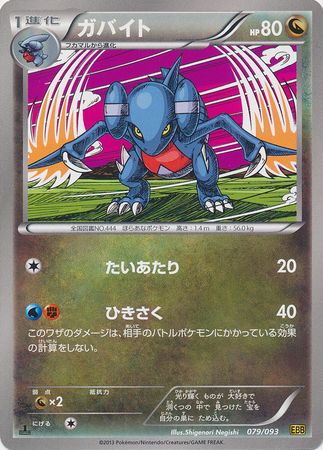 1進化 ガバイト HP80
フカマルから進化
全国図鑑NO.444 ほらあなポケモン 高さ：1.4m 重さ：56.0kg
たいあたり 20
ひきさく 40
このワザのダメージは、相手のバトルポケモンにかかっている効果
の計算をしない。
弱点 抵抗力
×2
にげる
光り輝くものが大好きで
洞くつの中で見つけた宝を
自分の巣にため込む。
Illus.Shigenori Negishi 079/093 EBB
©2013 Pokémon/Nintendo/Creatures/GAME FREAK.